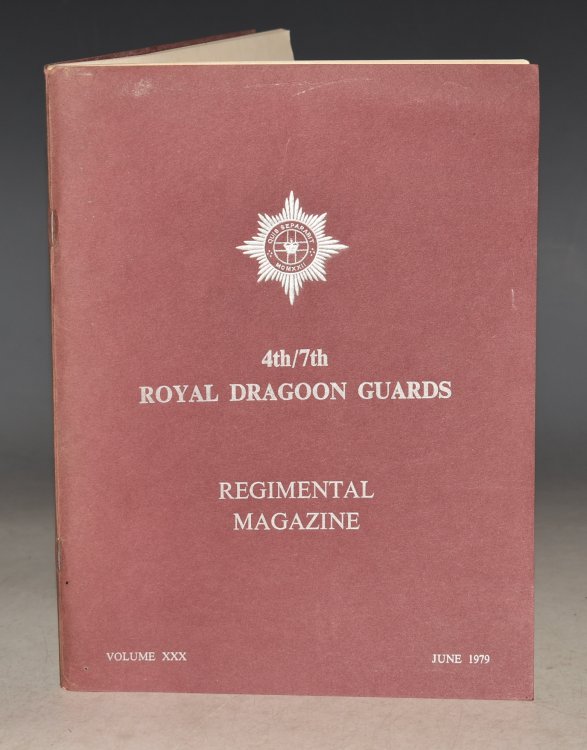 QUIS SEPARABIT
MCMXXII
4th/7th
ROYAL DRAGOON GUARDS
REGIMENTAL
MAGAZINE
VOLUME XXX
JUNE 1979